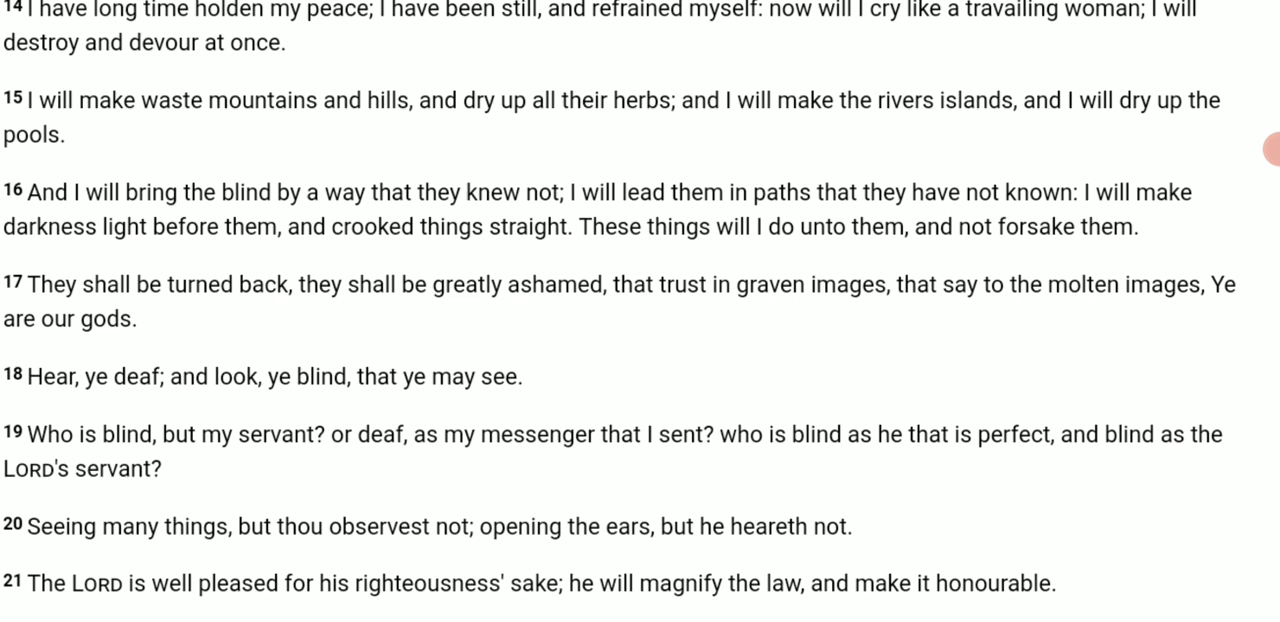 14 I have long time holden my peace; I have been still, and refrained myself: now will I cry like a travailing woman; I will
destroy and devour at once.
15 I will make waste mountains and hills, and dry up all their herbs; and I will make the rivers islands, and I will dry up the
pools.
16 And I will bring the blind by a way that they knew not; I will lead them in paths that they have not known: I will make
darkness light before them, and crooked things straight. These things will I do unto them, and not forsake them.
17 They shall be turned back, they shall be greatly ashamed, that trust in graven images, that say to the molten images, Ye
are our gods.
18 Hear, ye deaf; and look, ye blind, that ye may see.
19 Who is blind, but my servant? or deaf, as my messenger that I sent? who is blind as he that is perfect, and blind as the
LORD's servant?
20 Seeing many things, but thou observest not; opening the ears, but he heareth not.
21 The LORD is well pleased for his righteousness' sake; he will magnify the law, and make it honourable.